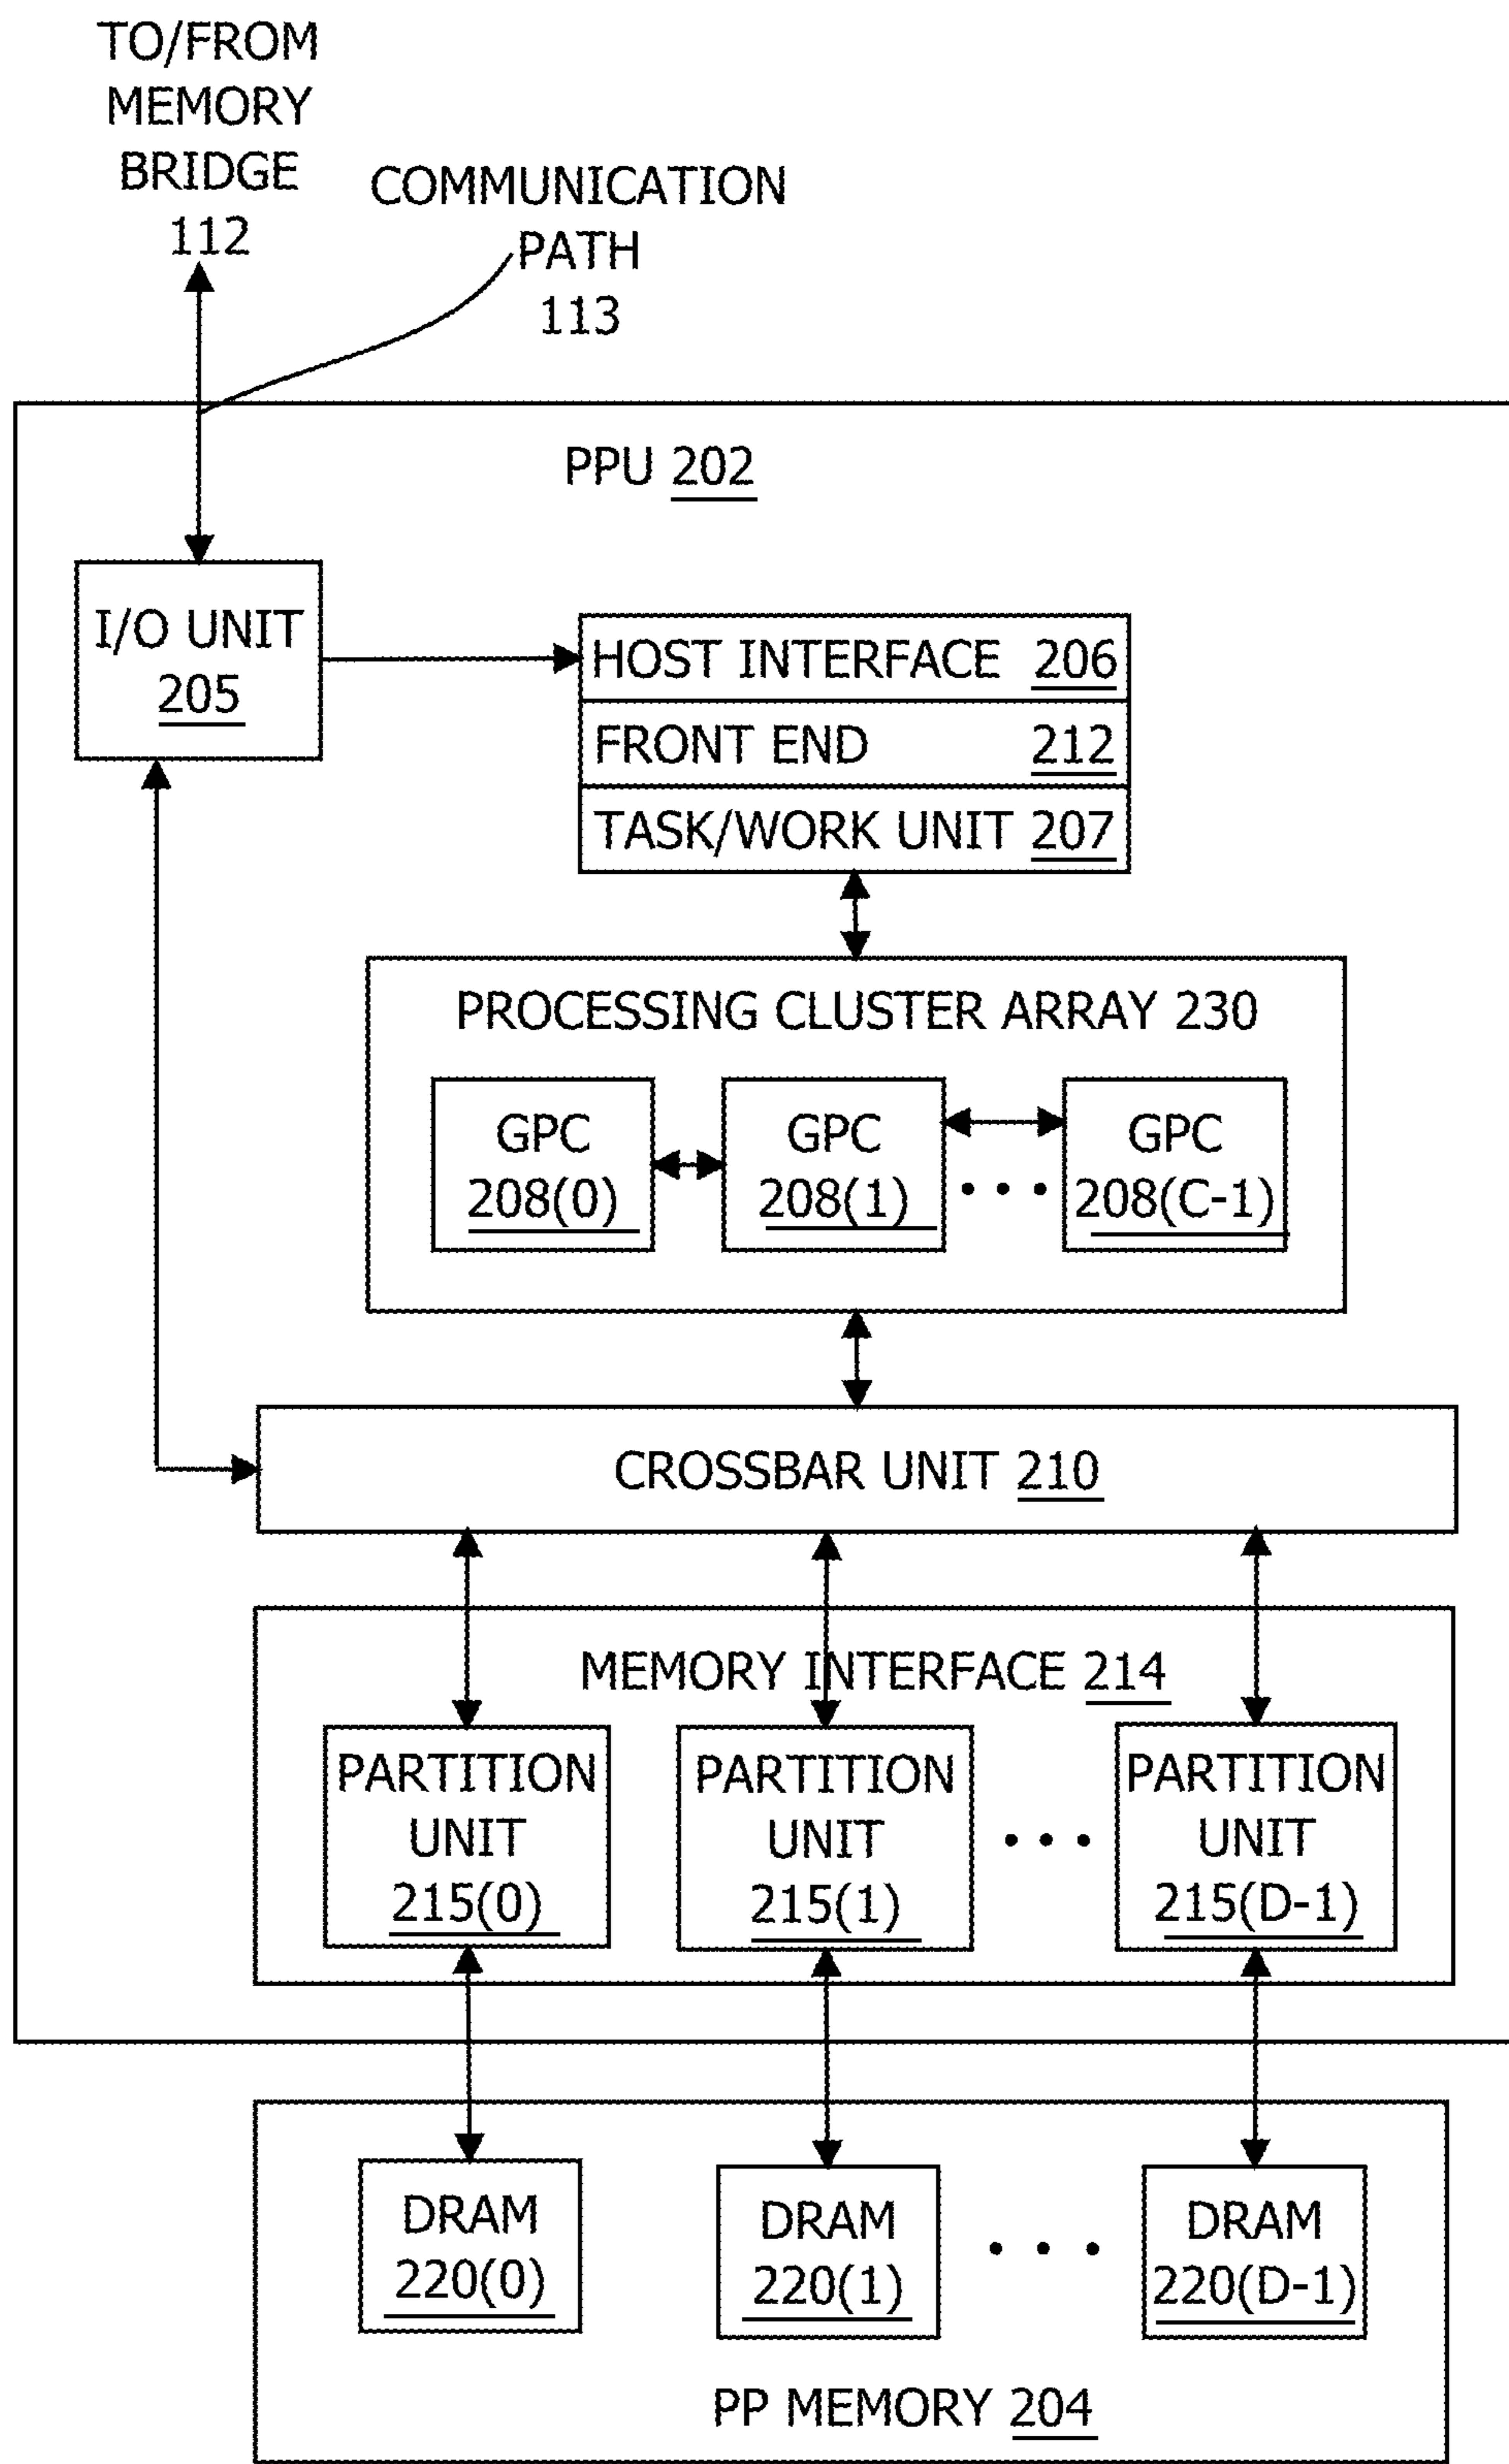 TO/FROM
MEMORY
BRIDGE
112
COMMUNICATION
PATH
113
PPU 202
I/O UNIT
205
HOST INTERFACE 206
FRONT END 212
TASK/WORK UNIT 207
PROCESSING CLUSTER ARRAY 230
GPC
208(0)
GPC
208(1)
. . .
GPC
208(C-1)
CROSSBAR UNIT 210
MEMORY INTERFACE 214
PARTITION
UNIT
215(0)
PARTITION
UNIT
215(1)
. . .
PARTITION
UNIT
215(D-1)
DRAM
220(0)
DRAM
220(1)
. . .
DRAM
220(D-1)
PP MEMORY 204